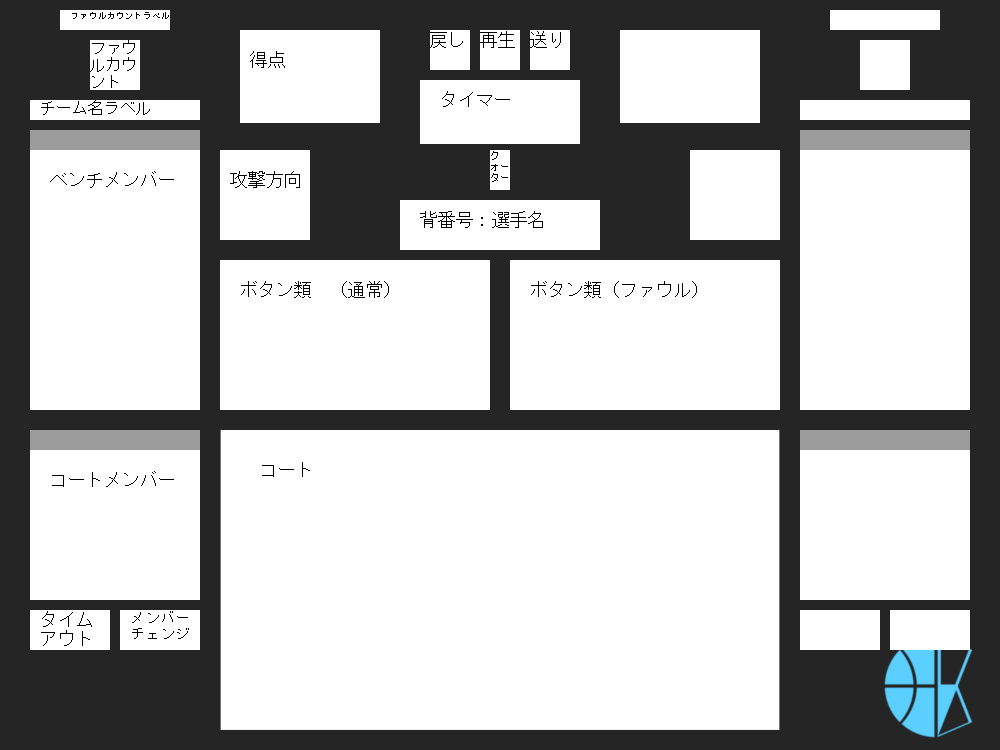 ファウルカウントラベル
ファウ
ルカウ
ント
チーム名ラベル
得点
戻し
再生
送り
タイマー
クォーター
ベンチメンバー
攻撃方向
背番号：選手名
ボタン類　（通常）
ボタン類（ファウル）
コートメンバー
コート
タイム
アウト
メンバー
チェンジ